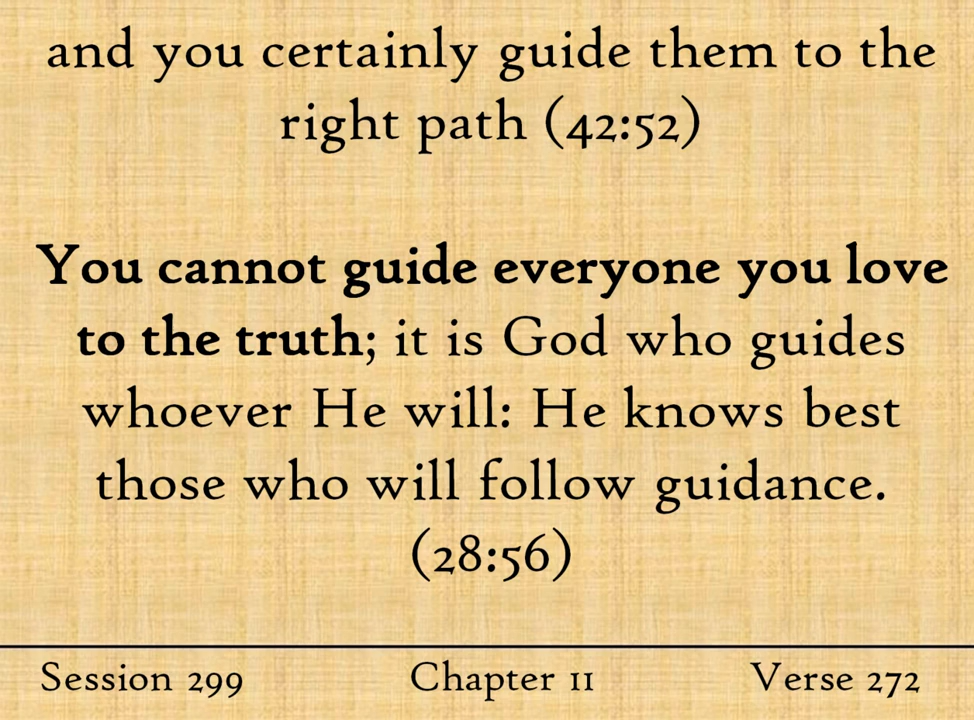 and you certainly guide them to the
right path (42:52)
You cannot guide everyone you love
to the truth; it is God who guides
whoever He will: He knows best
those who will follow guidance.
(28:56)
Session 299 Chapter 11 Verse 272